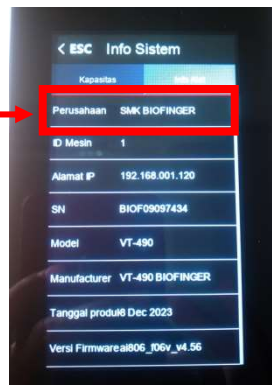 < ESC Info Sistem
Kapasitas Info Alat
Perusahaan SMK BIOFINGER
ID Mesin 1
Alamat IP 192.168.001.120
SN BIOF09097434
Model VT-490
Manufacturer VT-490 BIOFINGER
Tanggal produl6 Dec 2023
Versi Firmwareai806_f06v_v4.56